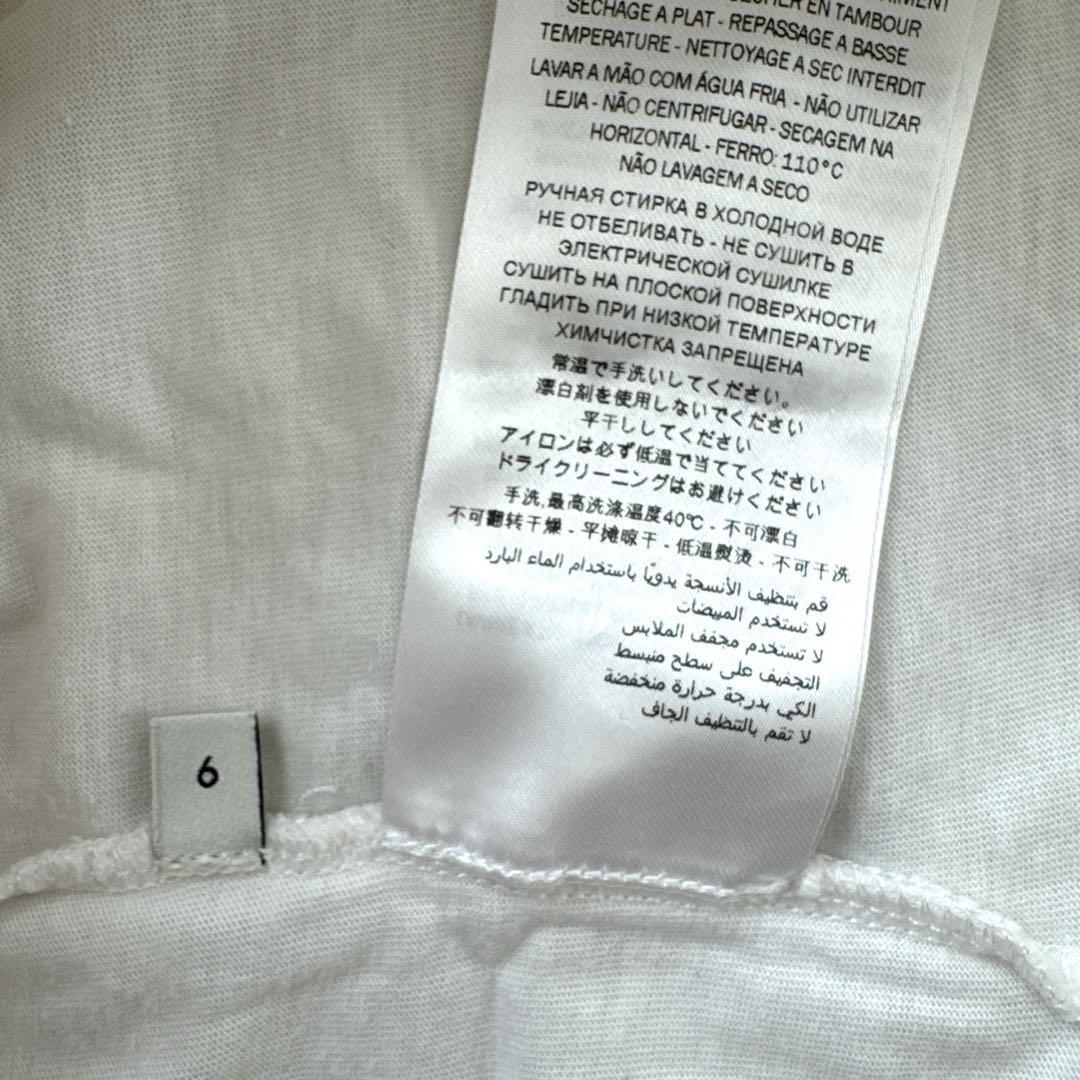 EN TAMBOUR
SECHAGE A PLAT - REPASSAGE A BASSE
TEMPERATURE - NETTOYAGE A SEC INTERDIT
LAVAR A MÃO COM ÁGUA FRIA - NÃO UTILIZAR
LEJIA - NÃO CENTRIFUGAR - SECAGEM NA
HORIZONTAL - FERRO: 110°C
NÃO LAVAGEM A SECO
РУЧНАЯ СТИРКА В ХОЛОДНОЙ ВОДЕ
НЕ ОТБЕЛИВАТЬ - НЕ СУШИТЬ В
ЭЛЕКТРИЧЕСКОЙ СУШИЛКЕ
СУШИТЬ НА ПЛОСКОЙ ПОВЕРХНОСТИ
ГЛАДИТЬ ПРИ НИЗКОЙ ТЕМПЕРАТУРЕ
ХИМЧИСТКА ЗАПРЕЩЕНА
常温で手洗いしてください。
漂白剤を使用しないでください
平干ししてください
アイロンは必ず低温で当ててください
ドライクリーニングはお避けください
手洗,最高洗涤温度40℃ - 不可漂白
不可翻转干燥 - 平摊晾干 - 低温熨烫 - 不可干洗
قم بتنظيف الأنسجة يدويًا باستخدام الماء البارد
لا تستخدم المبيضات
لا تستخدم مجفف الملابس
التجفيف على سطح منبسط
الكي بدرجة حرارة منخفضة
لا تقم بالتنظيف الجاف
6